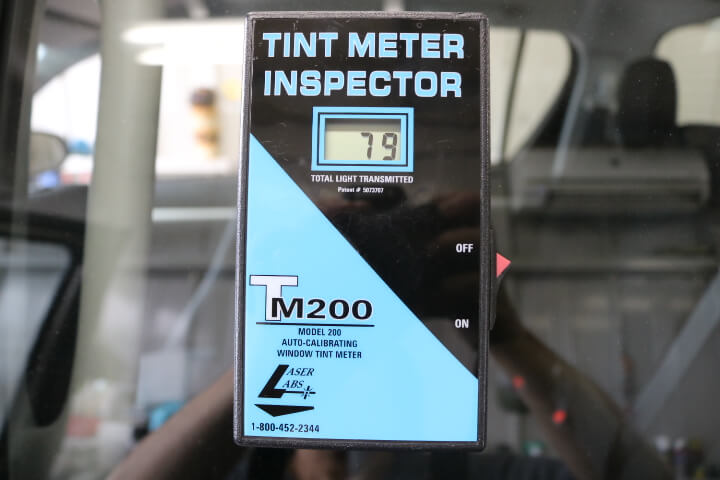 TINT METER
INSPECTOR
79
TOTAL LIGHT TRANSMITTED
Patent # 5073707
OFF
TM200
ON
MODEL 200
AUTO-CALIBRATING
WINDOW TINT METER
LASER
LABS
1-800-452-2344